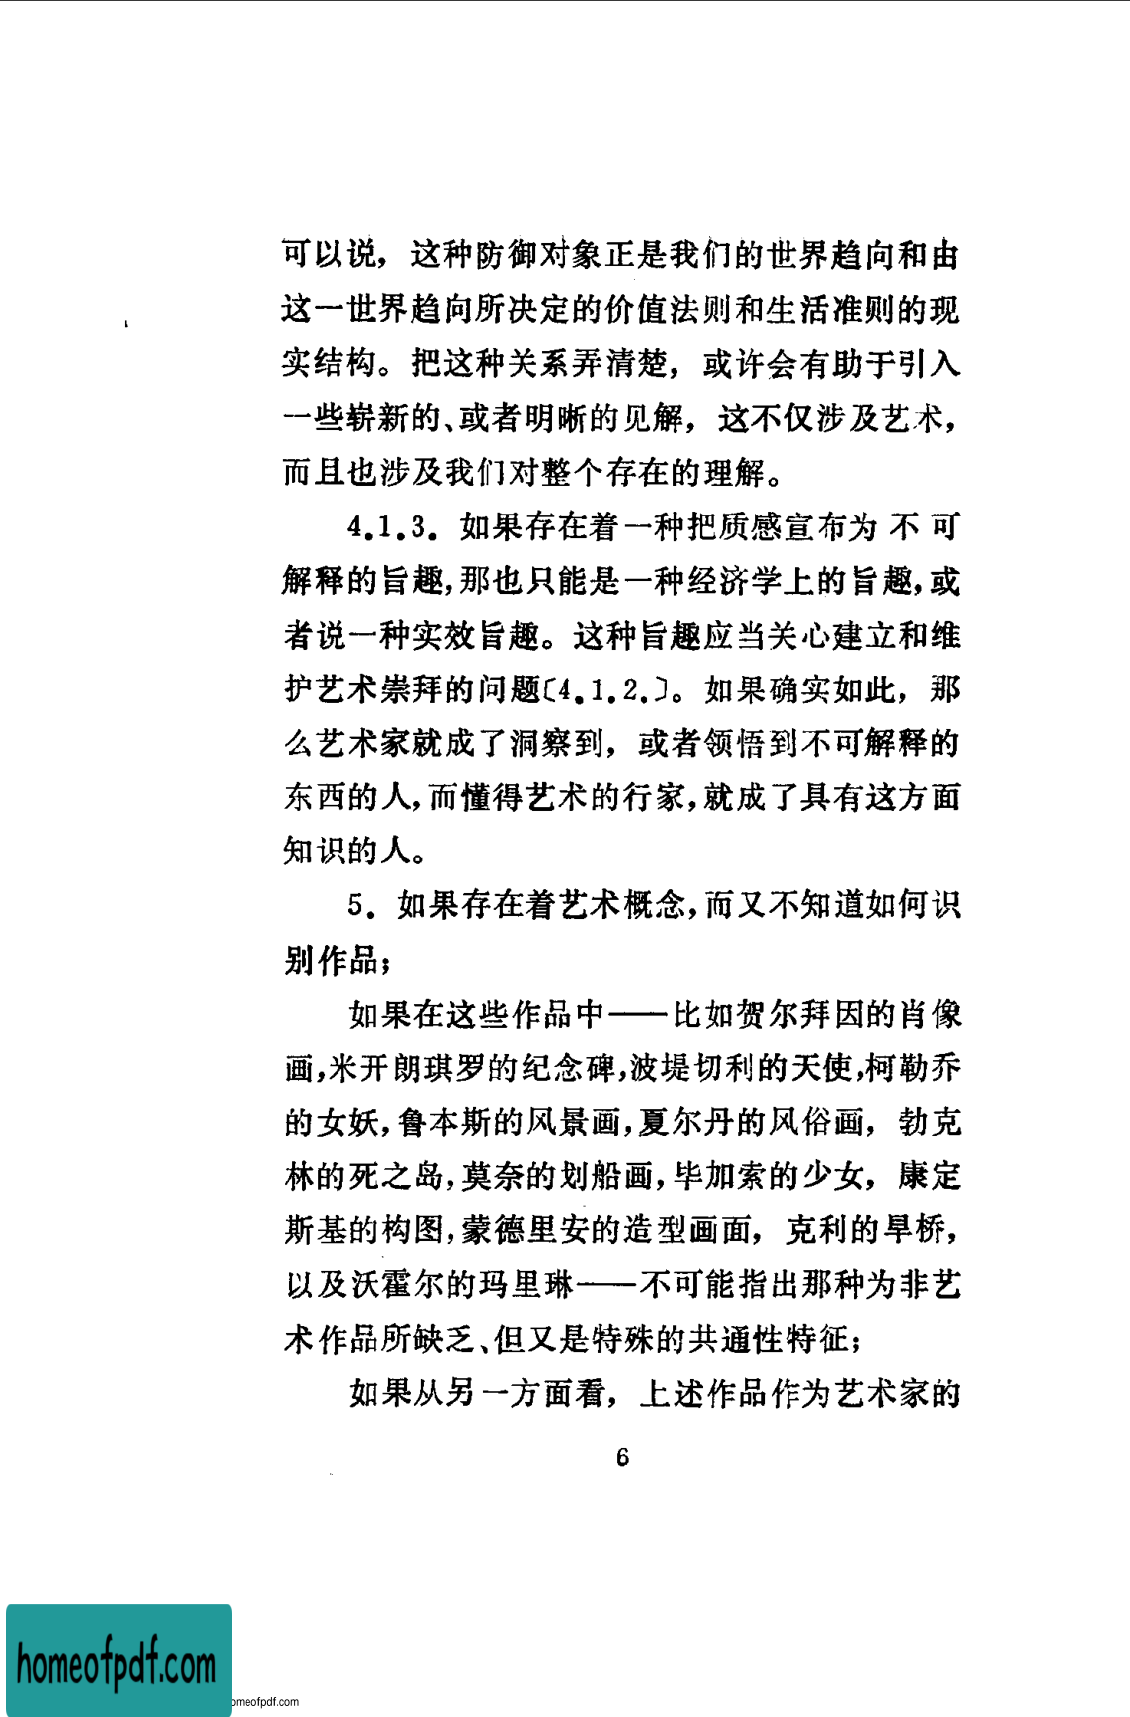 可以说，这种防御对象正是我们的世界趋向和由
这一世界趋向所决定的价值法则和生活准则的现
实结构。把这种关系弄清楚，或许会有助于引入
一些崭新的、或者明晰的见解，这不仅涉及艺术，
而且也涉及我们对整个存在的理解。
4.1.3. 如果存在着一种把质感宣布为不可
解释的旨趣，那也只能是一种经济学上的旨趣，或
者说一种实效旨趣。这种旨趣应当关心建立和维
护艺术崇拜的问题〔4.1.2.〕。如果确实如此，那
么艺术家就成了洞察到，或者领悟到不可解释的
东西的人，而懂得艺术的行家，就成了具有这方面
知识的人。
5. 如果存在着艺术概念，而又不知道如何识
别作品；
如果在这些作品中——比如贺尔拜因的肖像
画，米开朗琪罗的纪念碑，波堤切利的天使，柯勒乔
的女妖，鲁本斯的风景画，夏尔丹的风俗画，勃克
林的死之岛，莫奈的划船画，毕加索的少女，康定
斯基的构图，蒙德里安的造型画面，克利的旱桥，
以及沃霍尔的玛里琳——不可能指出那种为非艺
术作品所缺乏、但又是特殊的共通性特征；
如果从另一方面看，上述作品作为艺术家的
6
homeofpdf.com
omeofpdf.com